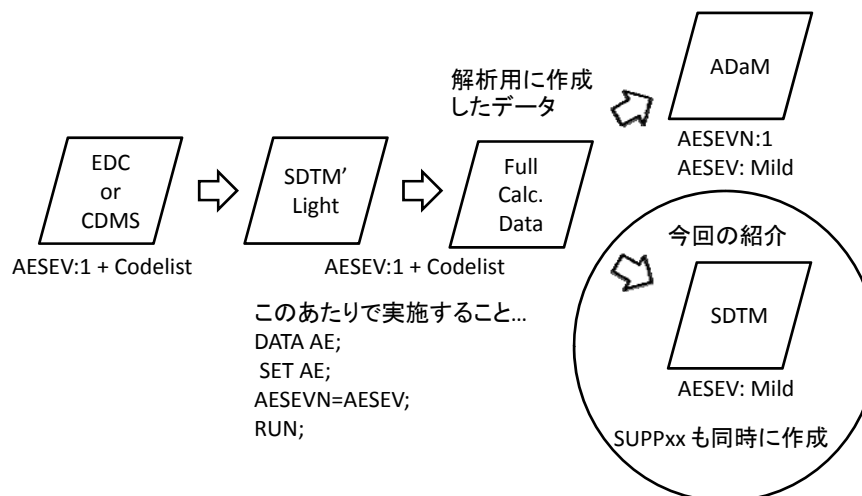 EDC
or
CDMS
AESEV:1 + Codelist
SDTM’
Light
Full
Calc.
Data
AESEV:1 + Codelist
このあたりで実施すること...
DATA AE;
SET AE;
AESEVN=AESEV;
RUN;
解析用に作成
したデータ
ADaM
AESEVN:1
AESEV: Mild
今回の紹介
SDTM
AESEV: Mild
SUPPxx も同時に作成